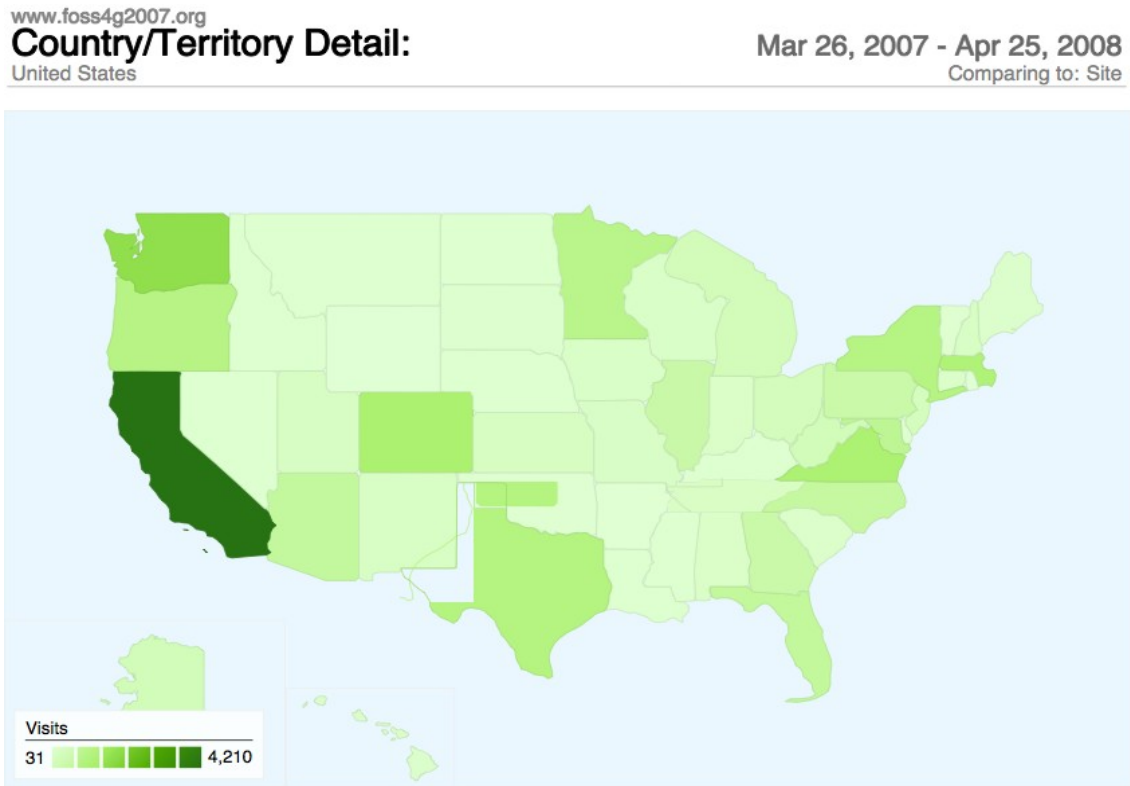 www.foss4g2007.org
Country/Territory Detail:
United States
Mar 26, 2007 - Apr 25, 2008
Comparing to: Site
Visits
31
4,210